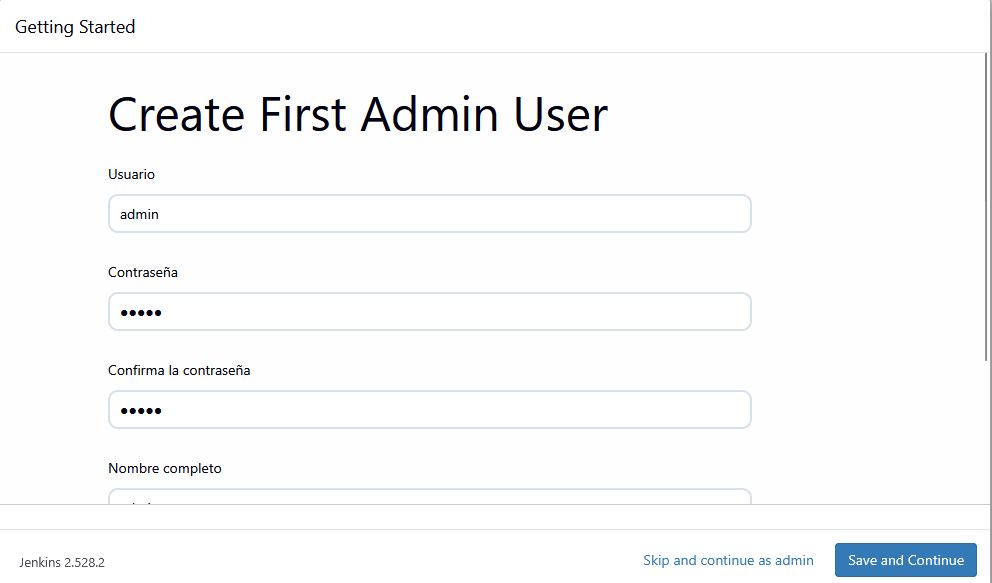 Getting Started
Create First Admin User
Usuario
admin
Contraseña
•••••
Confirma la contraseña
•••••
Nombre completo
Jenkins 2.528.2
Skip and continue as admin
Save and Continue